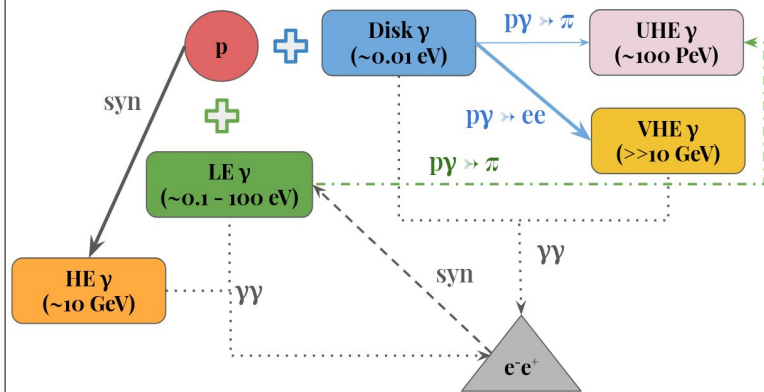 p
Disk γ
(~0.01 eV)
pγ ➳ π
UHE γ
(~100 PeV)
syn
pγ ➳ ee
VHE γ
(>>10 GeV)
LE γ
(~0.1 - 100 eV)
pγ ➳ π
HE γ
(~10 GeV)
γγ
syn
γγ
e⁻e⁺